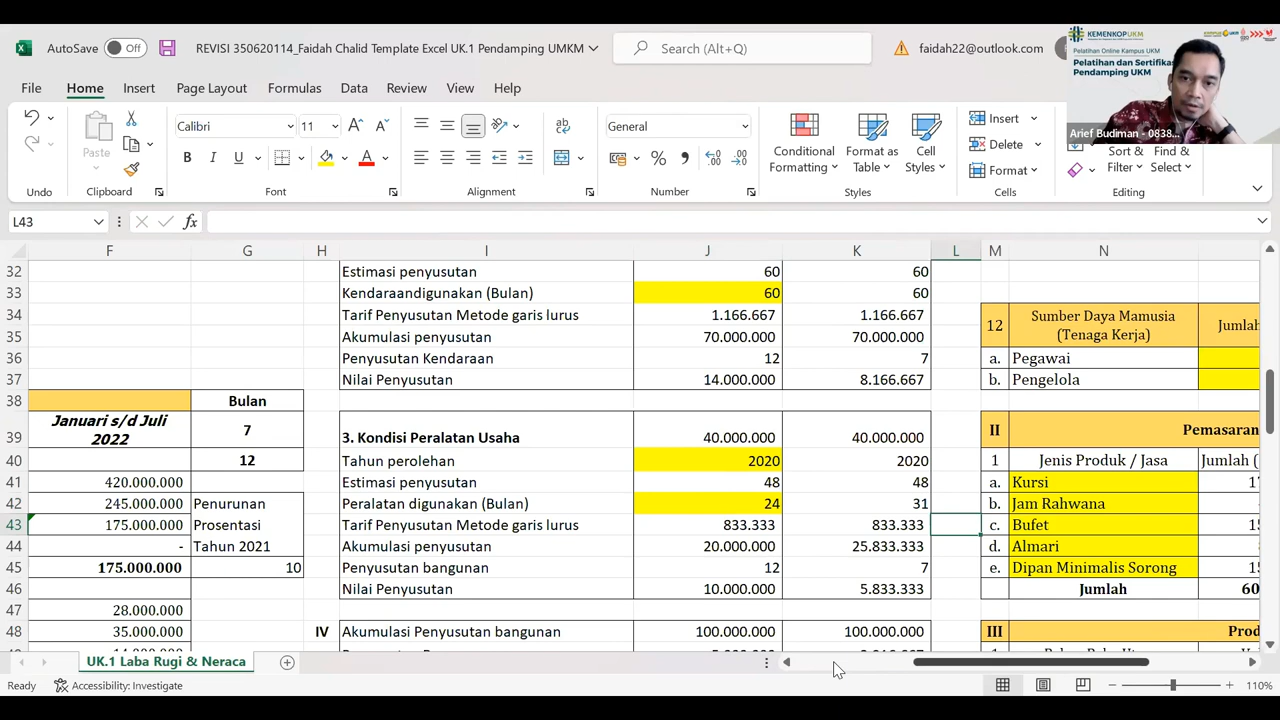 AutoSave Off REVISI 350620114_Faidah Chalid Template Excel UK.1 Pendamping UMKM Search (Alt+Q) faidah22@outlook.com
KEMENKOPUKM
Pelatihan Online Kampus UKM
Pelatihan dan Sertifikas
Pendamping UKM
Arief Budiman - 0838...
File Home Insert Page Layout Formulas Data Review View Help
Paste Calibri 11 General Conditional Formatting Format as Table Cell Styles Insert Delete Format Sort & Filter Find & Select
Undo Clipboard Font Alignment Number Styles Cells Editing
L43 fx
F G H I J K L M N
32 Estimasi penyusutan 60 60
33 Kendaraandigunakan (Bulan) 60 60
34 Tarif Penyusutan Metode garis lurus 1.166.667 1.166.667 12 Sumber Daya Mamusia (Tenaga Kerja) Jumlah
35 Akumulasi penyusutan 70.000.000 70.000.000
36 Penyusutan Kendaraan 12 7 a. Pegawai
37 Nilai Penyusutan 14.000.000 8.166.667 b. Pengelola
38 Bulan
39 Januari s/d Juli 2022 7 3. Kondisi Peralatan Usaha 40.000.000 40.000.000 II Pemasaran
40 12 Tahun perolehan 2020 2020 1 Jenis Produk / Jasa Jumlah (
41 420.000.000 Estimasi penyusutan 48 48 a. Kursi 17
42 245.000.000 Penurunan Peralatan digunakan (Bulan) 24 31 b. Jam Rahwana
43 175.000.000 Prosentasi Tarif Penyusutan Metode garis lurus 833.333 833.333 c. Bufet 15
44 - Tahun 2021 Akumulasi penyusutan 20.000.000 25.833.333 d. Almari
45 175.000.000 10 Penyusutan bangunan 12 7 e. Dipan Minimalis Sorong 15
46 Nilai Penyusutan 10.000.000 5.833.333 Jumlah 60
47 28.000.000
48 35.000.000 IV Akumulasi Penyusutan bangunan 100.000.000 100.000.000 III Prod
UK.1 Laba Rugi & Neraca
Ready Accessibility: Investigate 110%